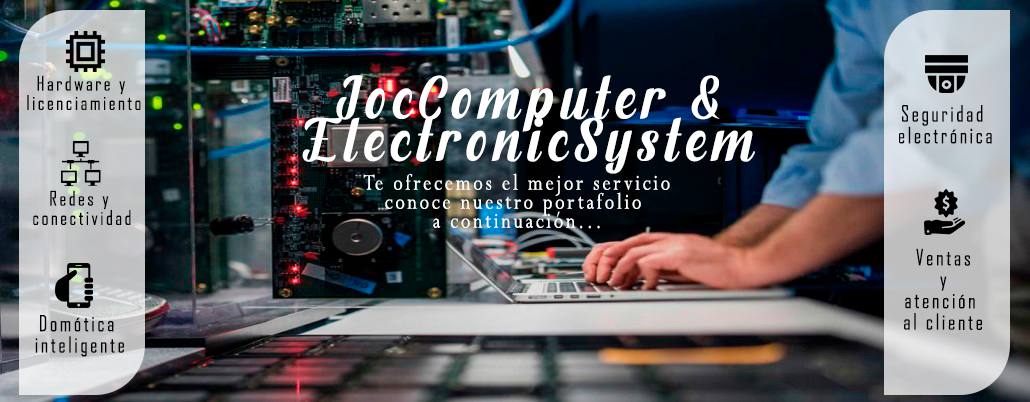 Hardware y
licenciamiento
Redes y
conectividad
Domótica
inteligente
JocComputer &
ElectronicSystem
Te ofrecemos el mejor servicio
conoce nuestro portafolio
a continuación...
Seguridad
electrónica
$
Ventas
y
atención
al cliente